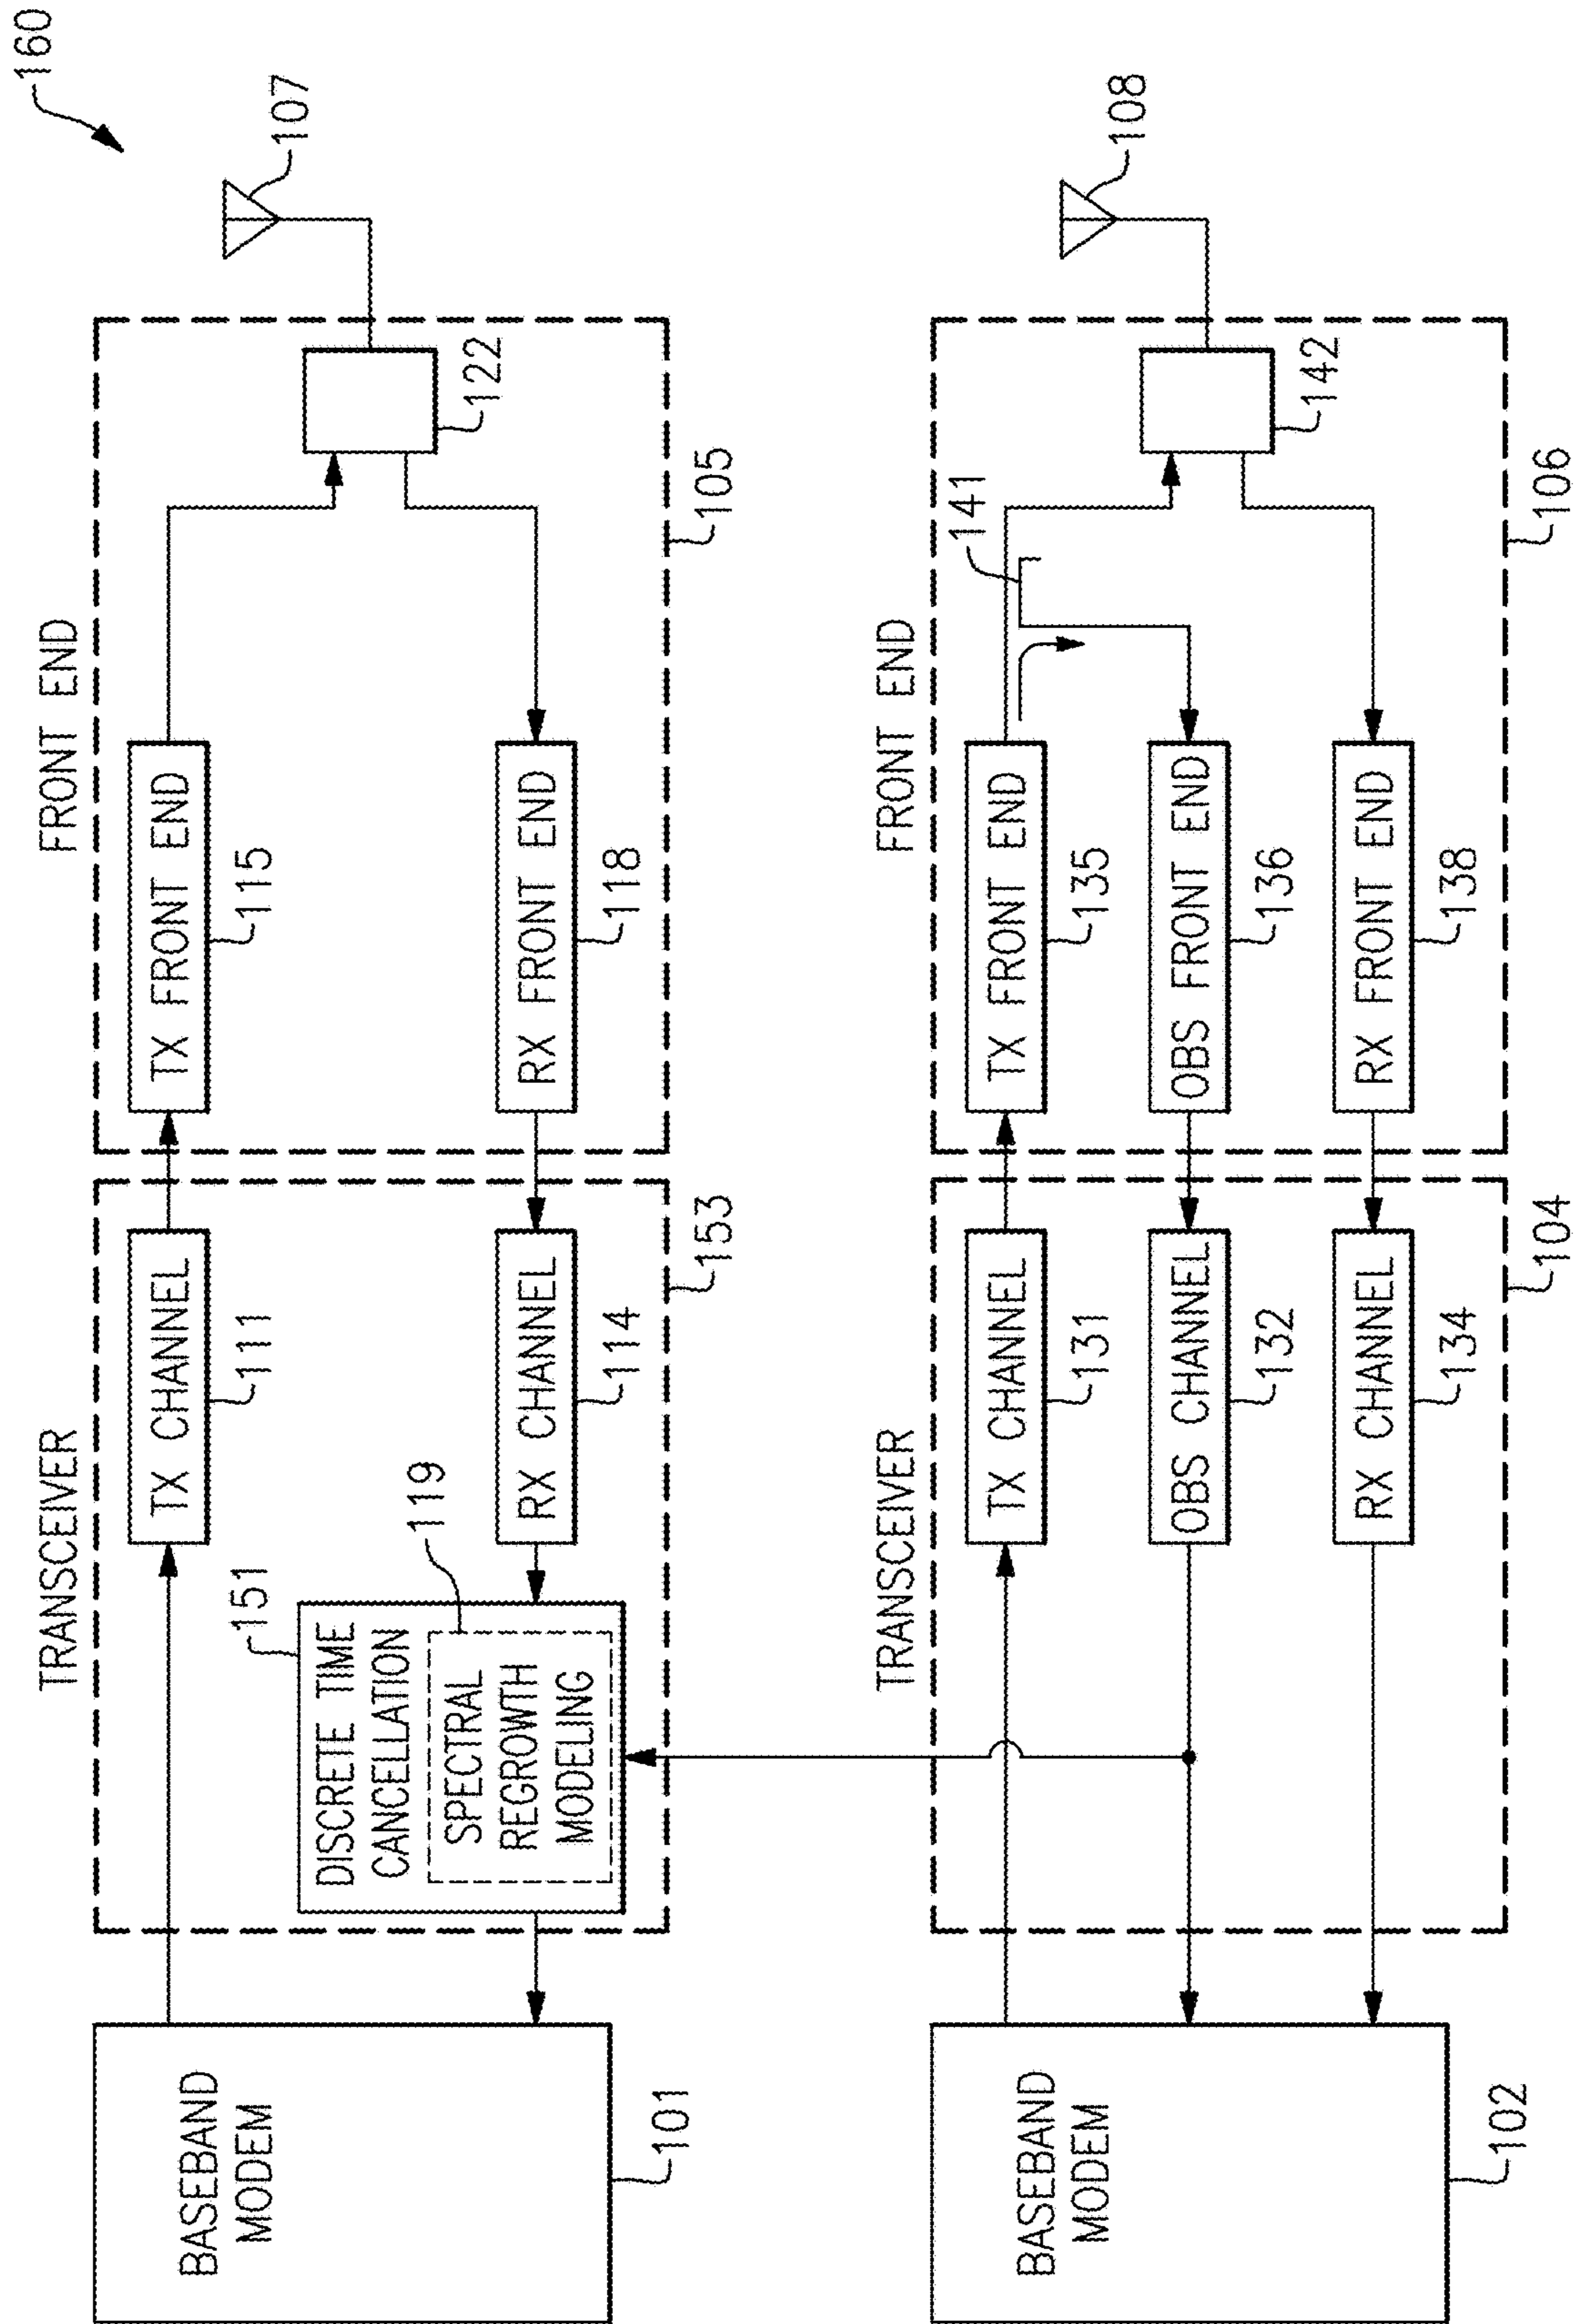 160
TRANSCEIVER
FRONT END
107
BASEBAND
MODEM
101
TX CHANNEL
111
TX FRONT END
115
151
DISCRETE TIME
CANCELLATION
119
SPECTRAL
REGROWTH
MODELING
RX CHANNEL
114
RX FRONT END
118
122
153
105
TRANSCEIVER
FRONT END
108
BASEBAND
MODEM
102
TX CHANNEL
131
TX FRONT END
135
141
OBS CHANNEL
132
OBS FRONT END
136
142
RX CHANNEL
134
RX FRONT END
138
104
106